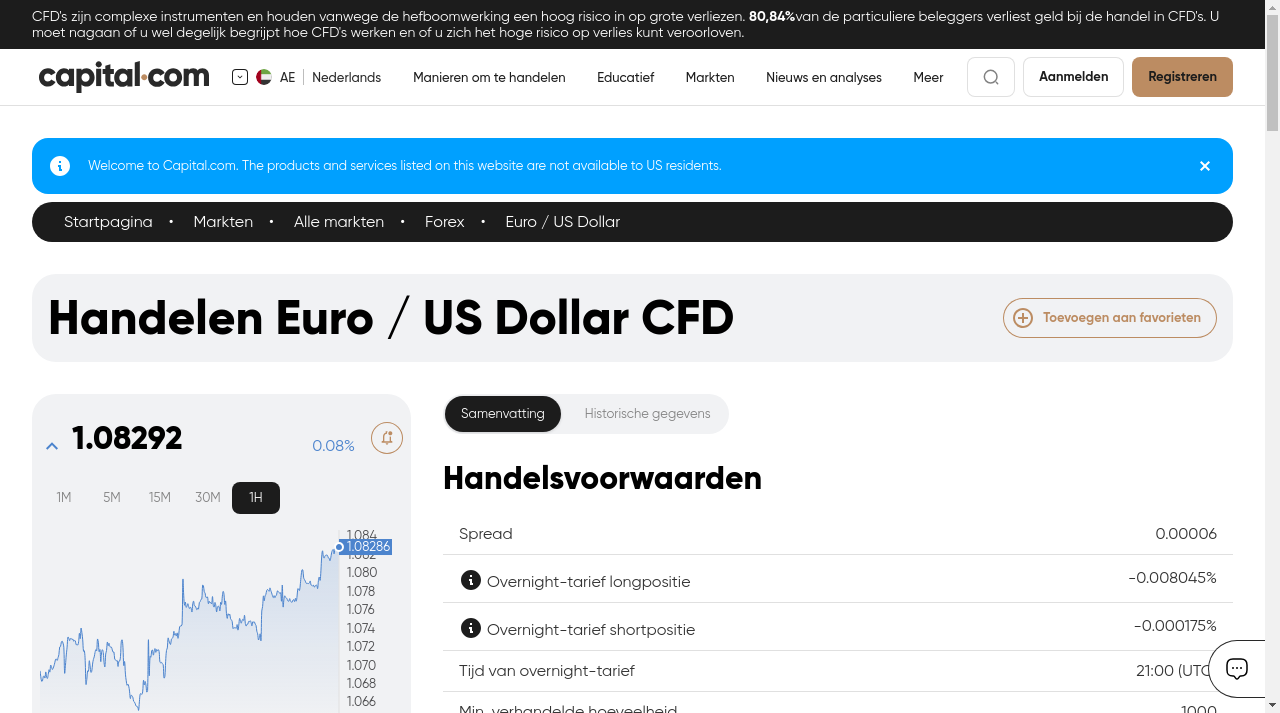 CFD's zijn complexe instrumenten en houden vanwege de hefboomwerking een hoog risico in op grote verliezen. 80,84%van de particuliere beleggers verliest geld bij de handel in CFD's. U
moet nagaan of u wel degelijk begrijpt hoe CFD's werken en of u zich het hoge risico op verlies kunt veroorloven.
capital.com AE Nederlands Manieren om te handelen Educatief Markten Nieuws en analyses Meer Aanmelden Registreren
Welcome to Capital.com. The products and services listed on this website are not available to US residents.
Startpagina • Markten • Alle markten • Forex • Euro / US Dollar
Handelen Euro / US Dollar CFD
Toevoegen aan favorieten
1.08292
0.08%
1M 5M 15M 30M 1H
1.084
1.08286
1.080
1.078
1.076
1.074
1.072
1.070
1.068
1.066
Samenvatting Historische gegevens
Handelsvoorwaarden
Spread 0.00006
Overnight-tarief longpositie -0.008045%
Overnight-tarief shortpositie -0.000175%
Tijd van overnight-tarief 21:00 (UTC
Min. verhandelde hoeveelheid 1000